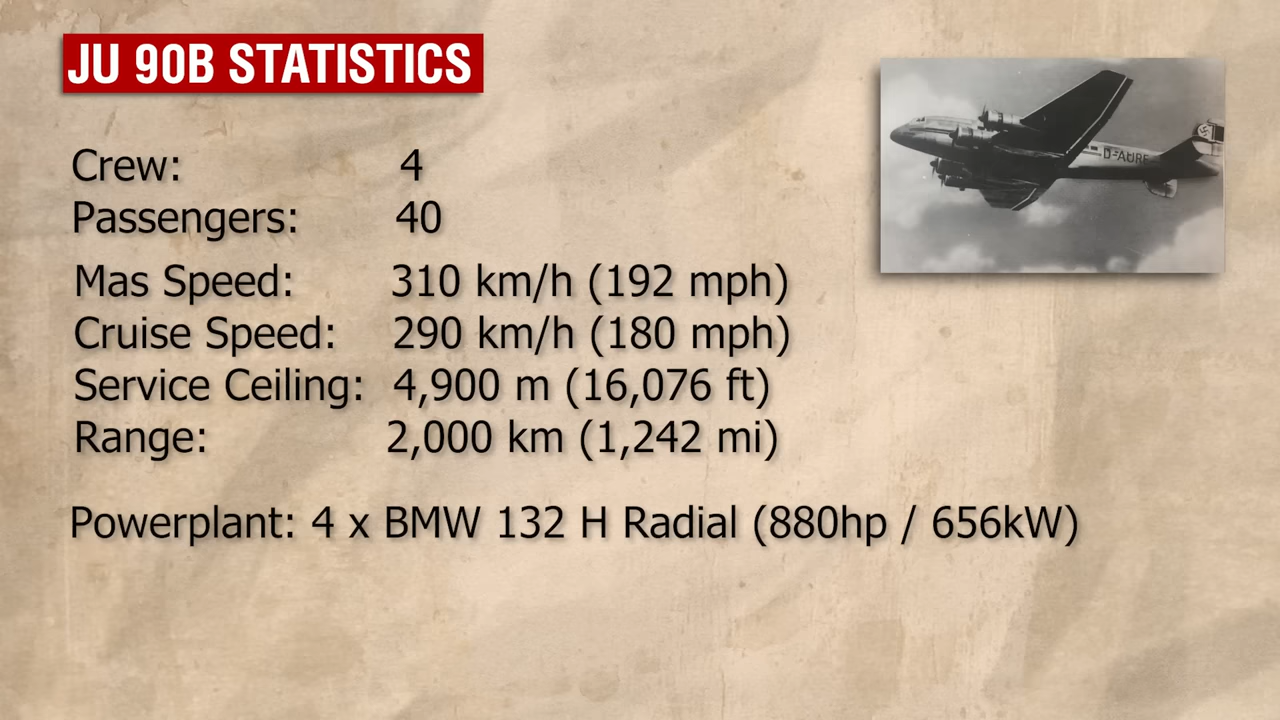 JU 90B STATISTICS
Crew: 4
Passengers: 40
Mas Speed: 310 km/h (192 mph)
Cruise Speed: 290 km/h (180 mph)
Service Ceiling: 4,900 m (16,076 ft)
Range: 2,000 km (1,242 mi)
Powerplant: 4 x BMW 132 H Radial (880hp / 656kW)
D-AURE